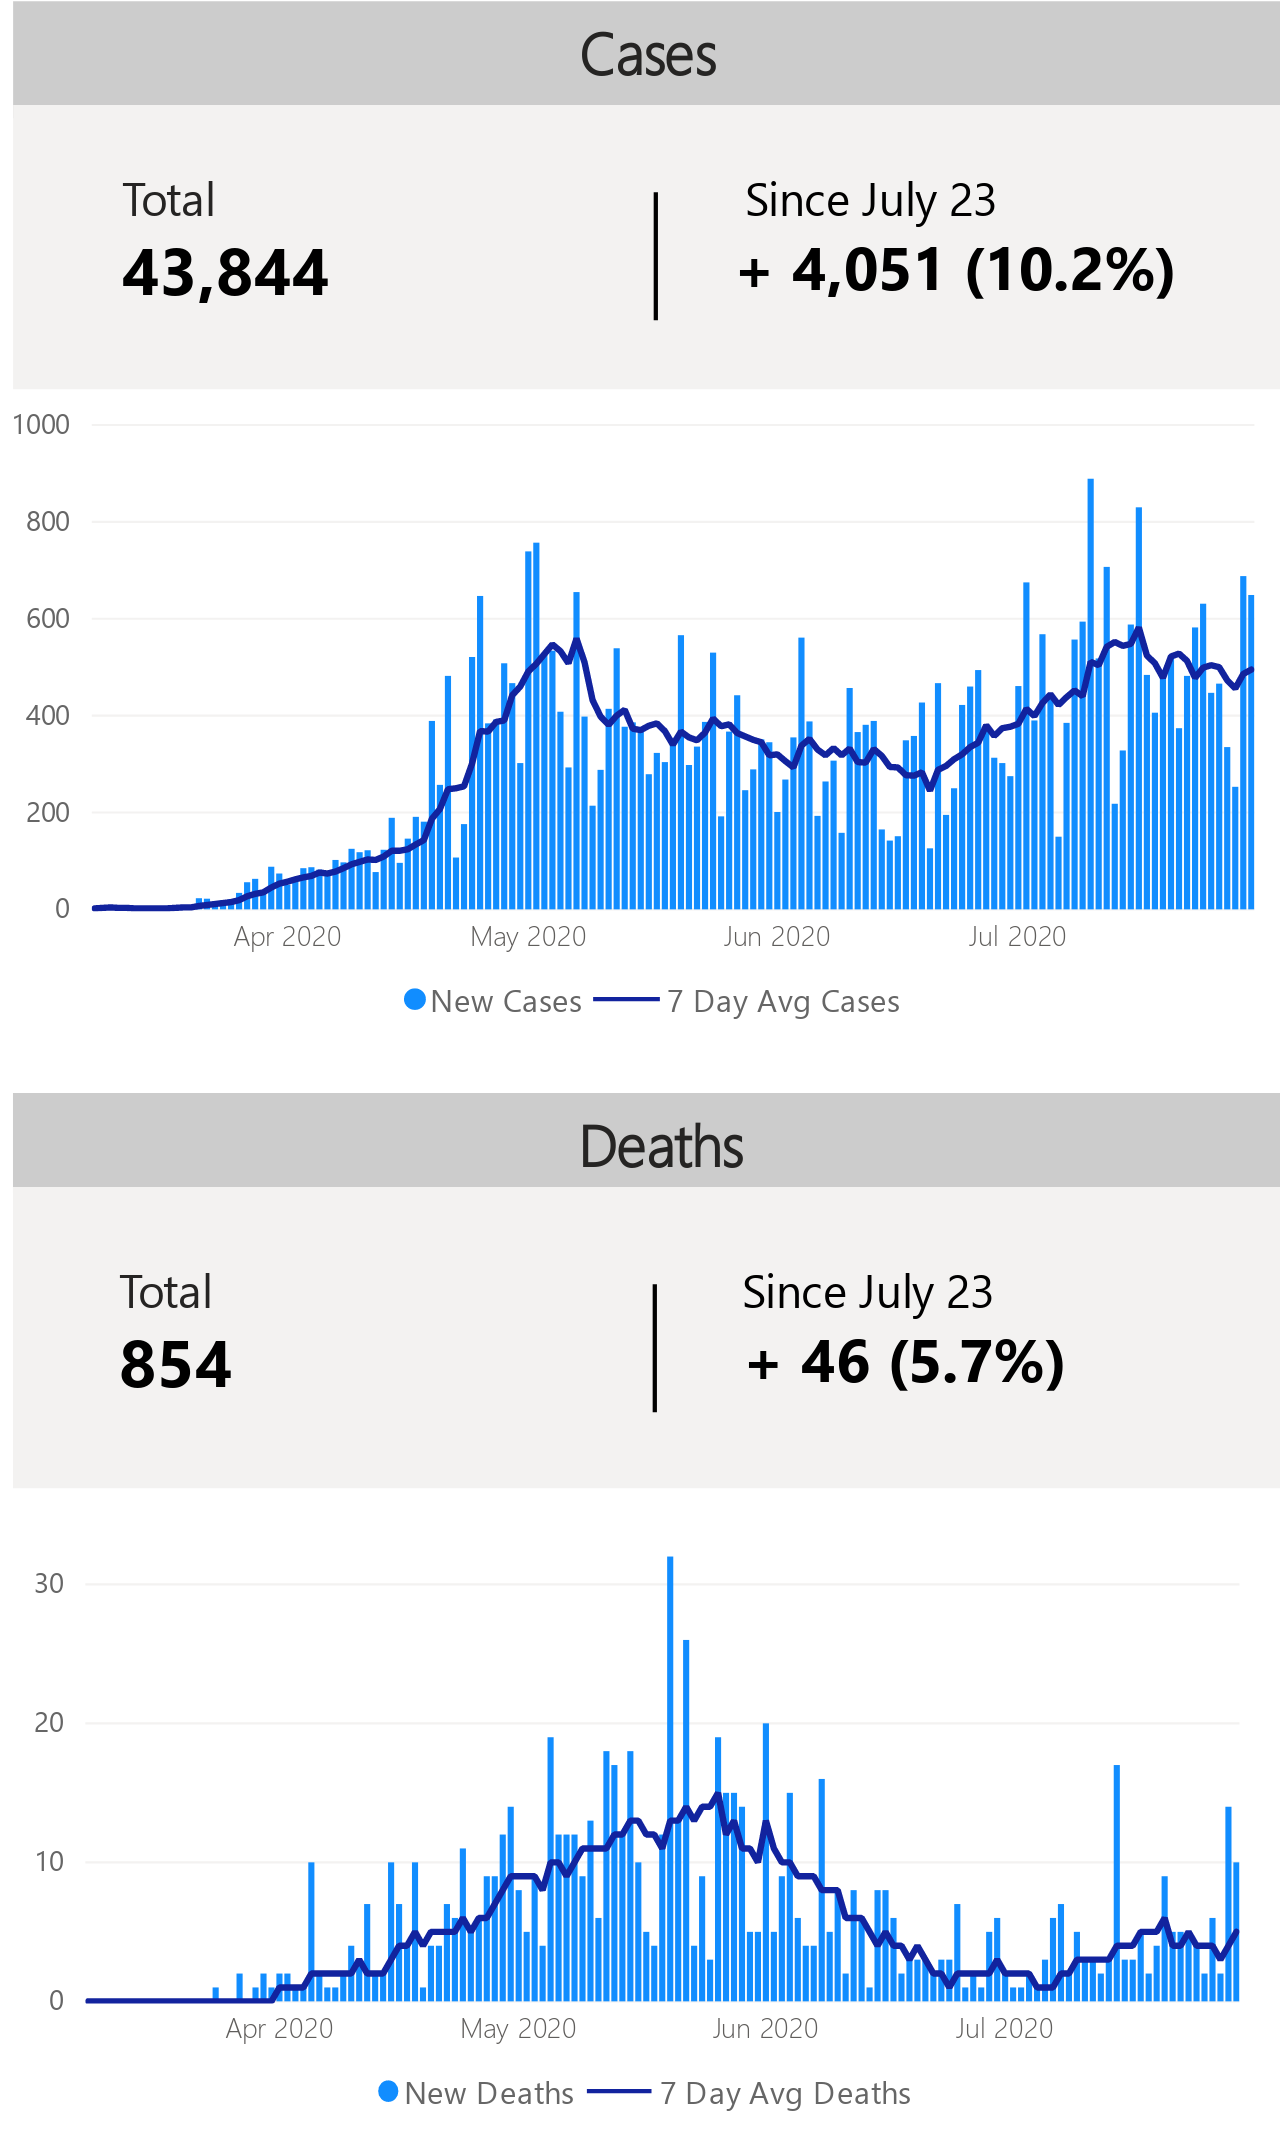 Cases
Total
Since July 23
43,844
+ 4,051 (10.2%)
1000
800
600
400
200
0
Apr 2020
May 2020
Jun 2020
Jul 2020
New Cases
7 Day Avg Cases
Deaths
Total
Since July 23
854
+ 46 (5.7%)
30
20
10
0
Apr 2020
May 2020
Jun 2020
Jul 2020
New Deaths
7 Day Avg Deaths